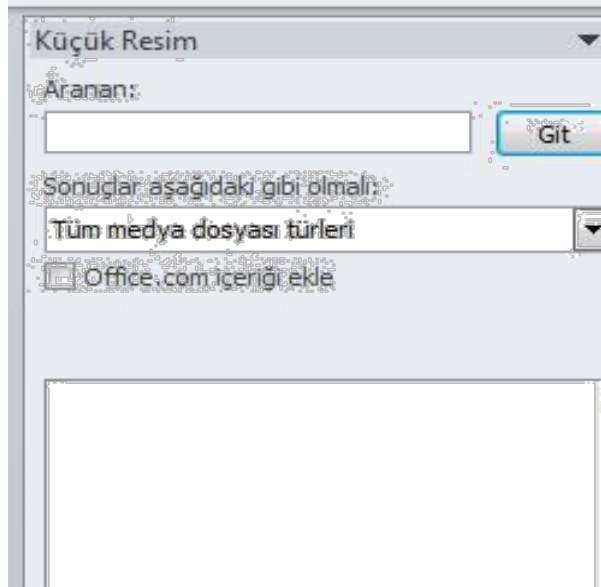 Küçük Resim
Aranan:
Git
Sonuçlar aşağıdaki gibi olmalı:
Tüm medya dosyası türleri
Office.com içeriği ekle